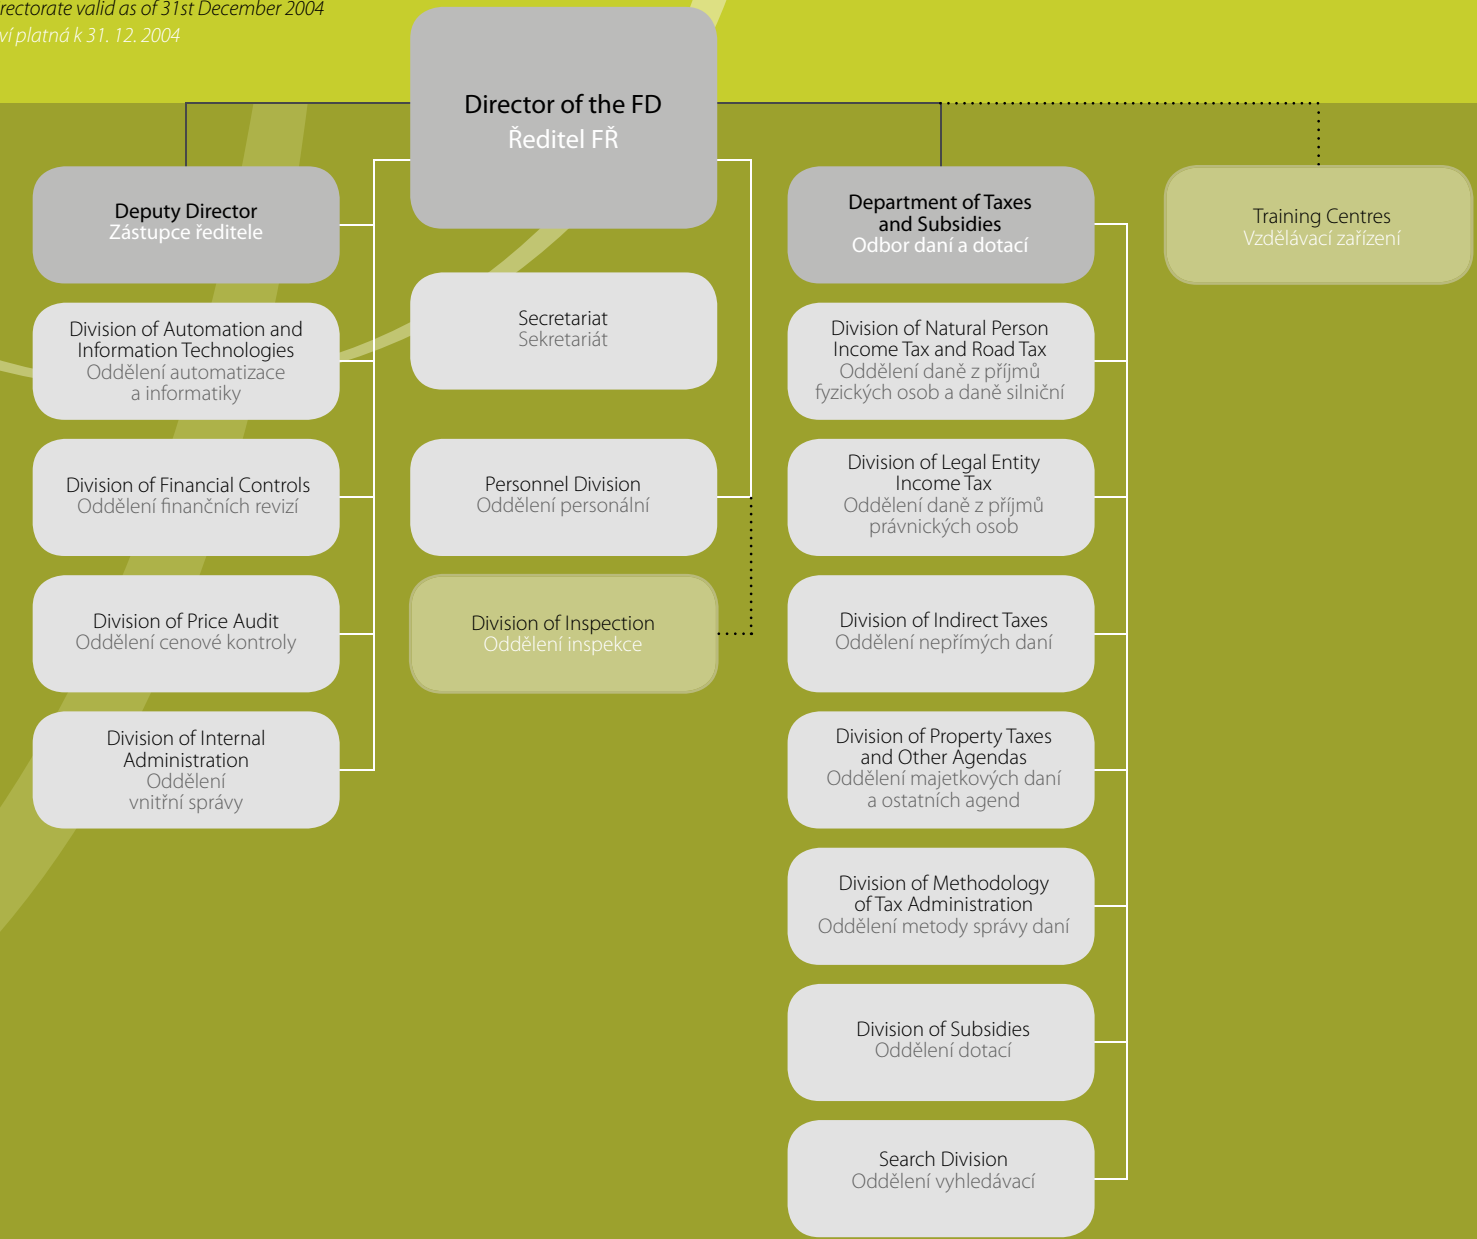 rectorate valid as of 31st December 2004
ví platná k 31. 12. 2004
Director of the FD
Ředitel FŘ
Deputy Director
Zástupce ředitele
Division of Automation and
Information Technologies
Oddělení automatizace
a informatiky
Division of Financial Controls
Oddělení finančních revizí
Division of Price Audit
Oddělení cenové kontroly
Division of Internal
Administration
Oddělení
vnitřní správy
Secretariat
Sekretariát
Personnel Division
Oddělení personální
Division of Inspection
Oddělení inspekce
Department of Taxes
and Subsidies
Odbor daní a dotací
Division of Natural Person
Income Tax and Road Tax
Oddělení daně z příjmů
fyzických osob a daně silniční
Division of Legal Entity
Income Tax
Oddělení daně z příjmů
právnických osob
Division of Indirect Taxes
Oddělení nepřímých daní
Division of Property Taxes
and Other Agendas
Oddělení majetkových daní
a ostatních agend
Division of Methodology
of Tax Administration
Oddělení metody správy daní
Division of Subsidies
Oddělení dotací
Search Division
Oddělení vyhledávací
Training Centres
Vzdělávací zařízení